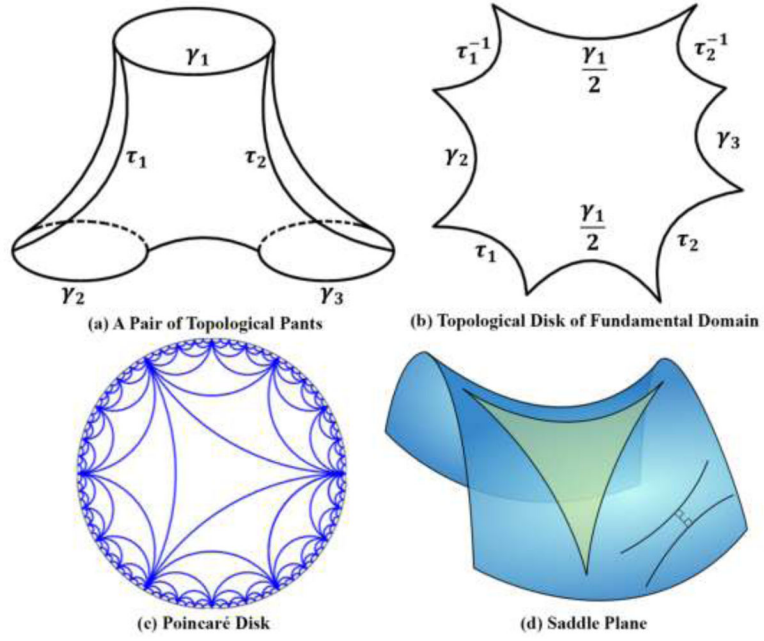 γ₁
τ₁
τ₂
γ₂
γ₃
(a) A Pair of Topological Pants
τ₁⁻¹
γ₁/2
τ₂⁻¹
γ₂
γ₃
γ₁/2
τ₁
τ₂
(b) Topological Disk of Fundamental Domain
(c) Poincaré Disk
(d) Saddle Plane